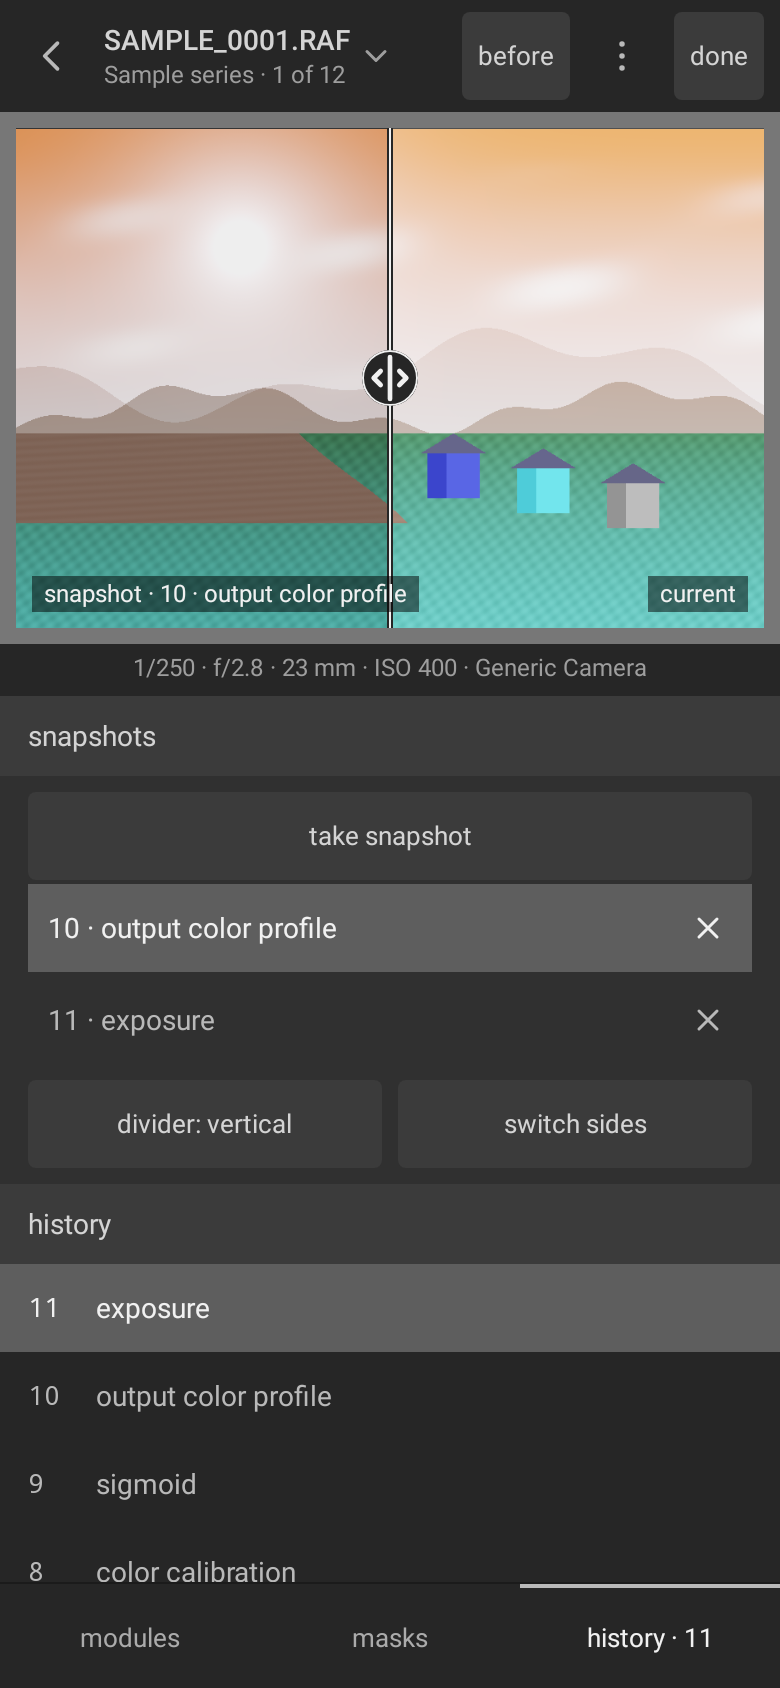 SAMPLE_0001.RAF
Sample series · 1 of 12
before
done
snapshot · 10 · output color profile
current
1/250 · f/2.8 · 23 mm · ISO 400 · Generic Camera
snapshots
take snapshot
10 · output color profile
11 · exposure
divider: vertical
switch sides
history
11 exposure
10 output color profile
9 sigmoid
8 color calibration
modules
masks
history · 11